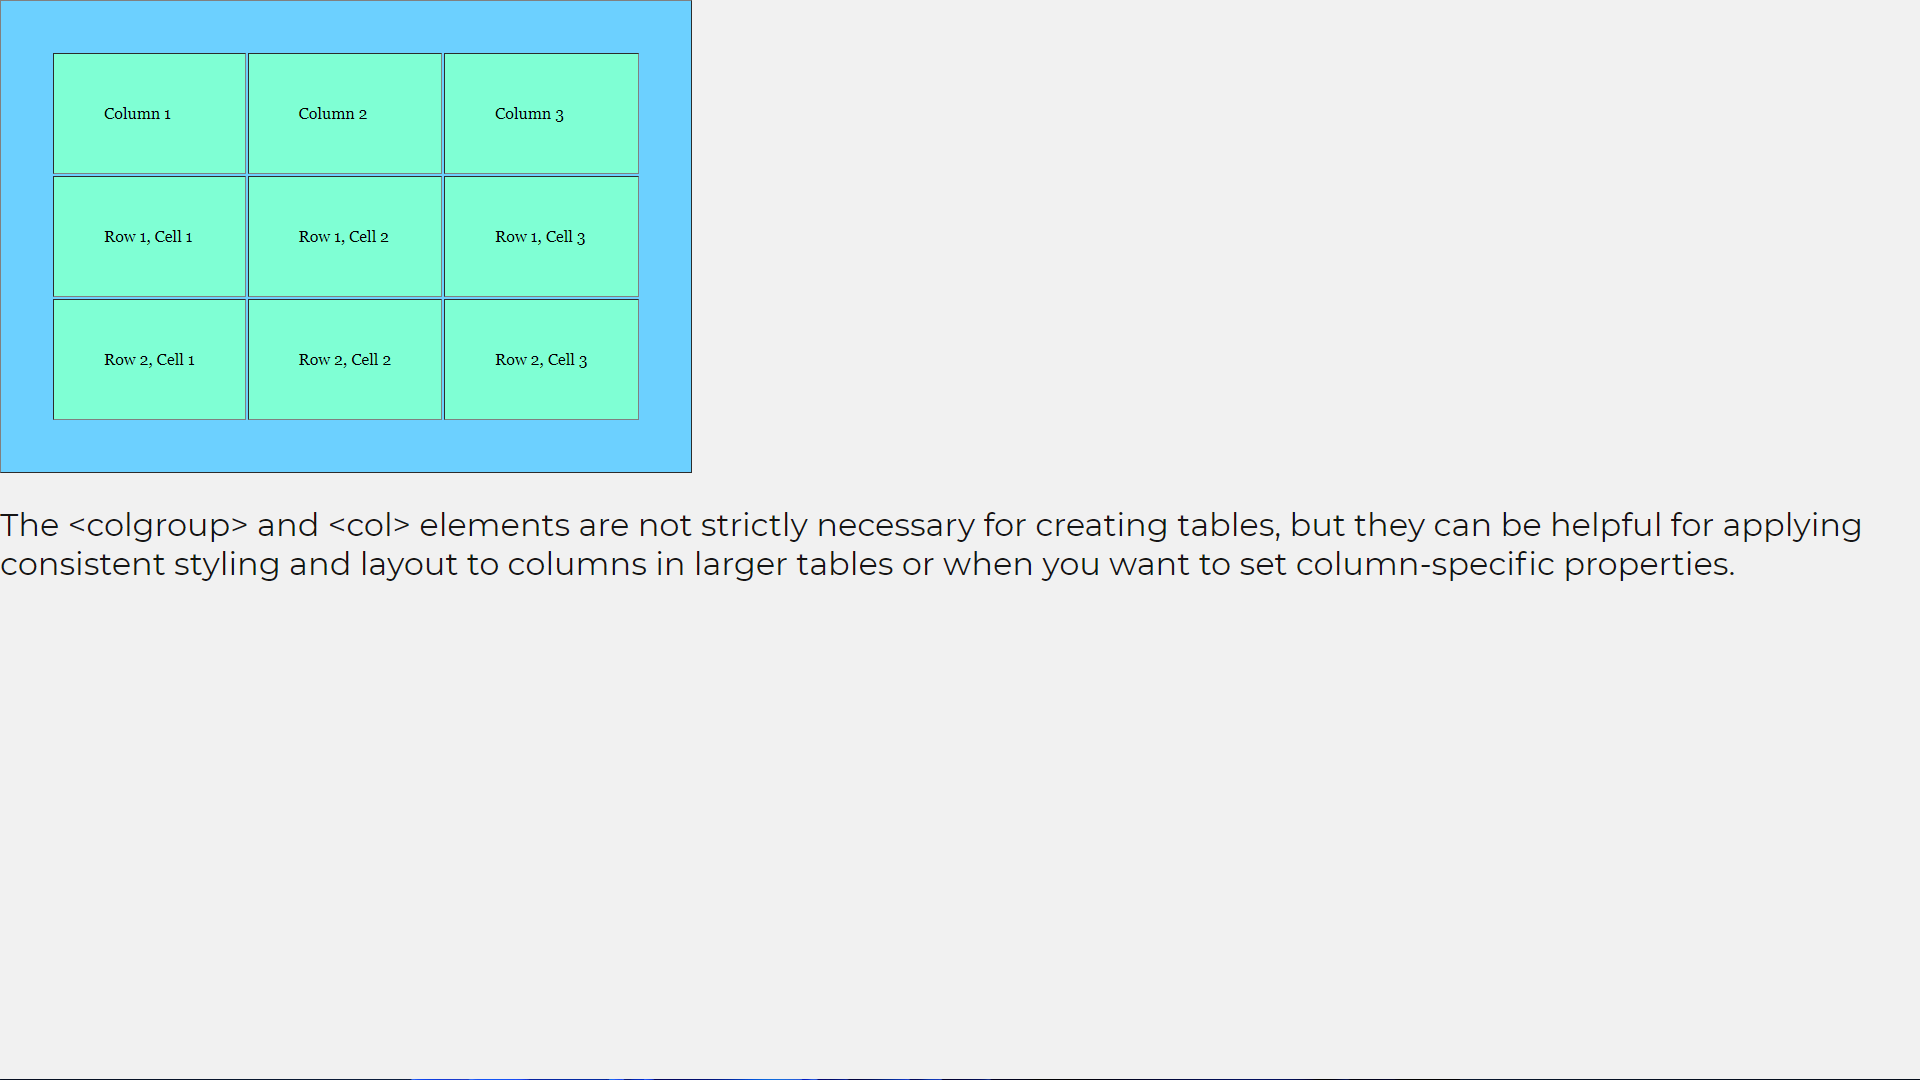 Column 1 Column 2 Column 3
Row 1, Cell 1 Row 1, Cell 2 Row 1, Cell 3
Row 2, Cell 1 Row 2, Cell 2 Row 2, Cell 3
The <colgroup> and <col> elements are not strictly necessary for creating tables, but they can be helpful for applying
consistent styling and layout to columns in larger tables or when you want to set column-specific properties.